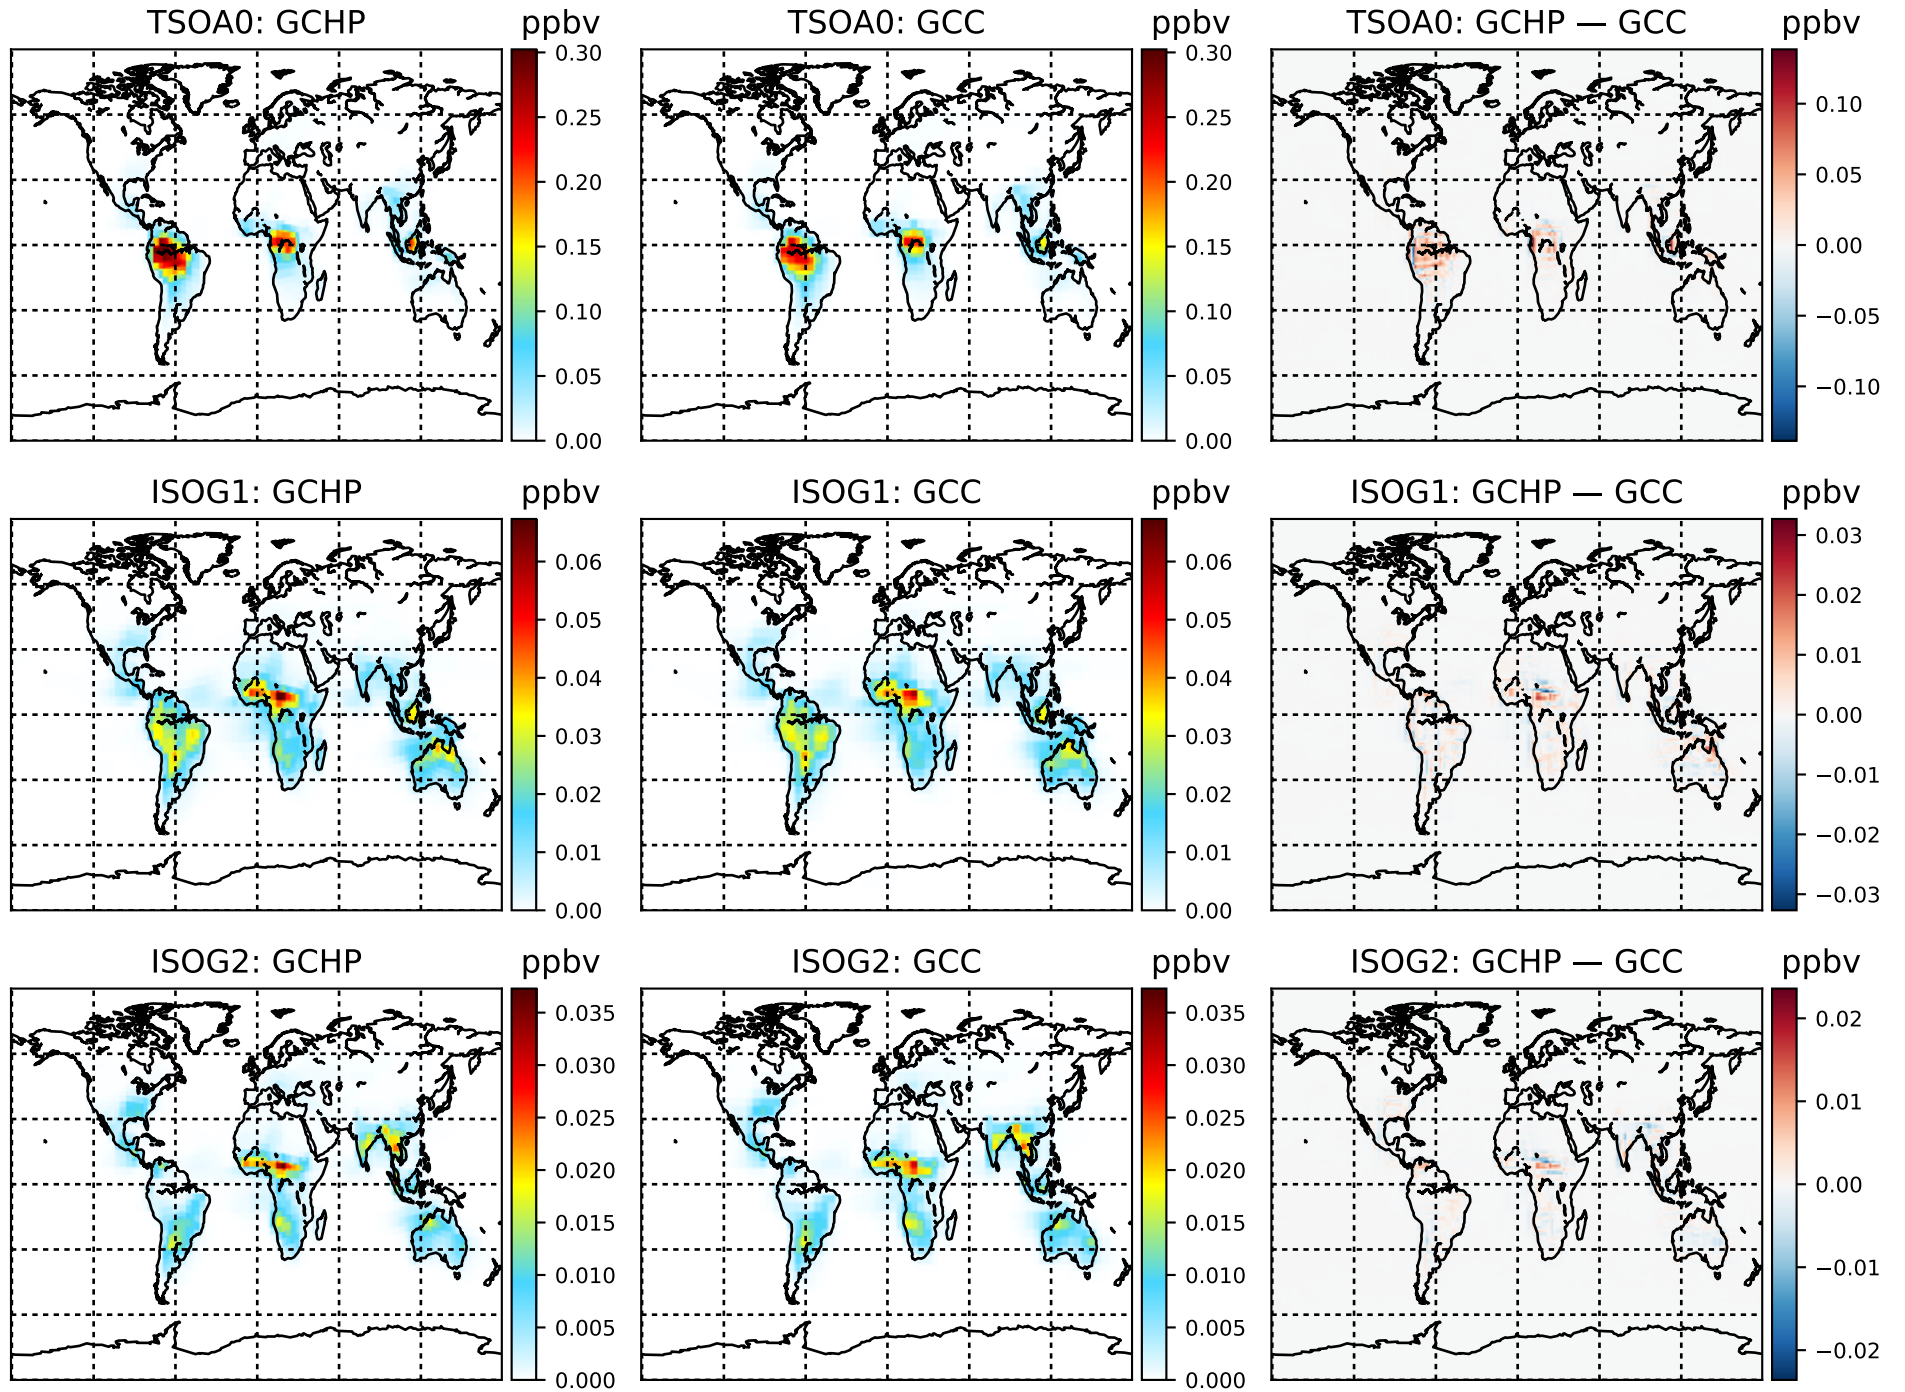 TSOA0: GCHP ppbv TSOA0: GCC ppbv TSOA0: GCHP — GCC ppbv
0.30 0.30
0.25 0.25 0.10
0.20 0.20 0.05
0.15 0.15 0.00
0.10 0.10 −0.05
0.05 0.05 −0.10
0.00 0.00
ISOG1: GCHP ppbv ISOG1: GCC ppbv ISOG1: GCHP — GCC ppbv
0.06 0.06 0.03
0.05 0.05 0.02
0.04 0.04 0.01
0.03 0.03 0.00
0.02 0.02 −0.01
0.01 0.01 −0.02
0.00 0.00 −0.03
ISOG2: GCHP ppbv ISOG2: GCC ppbv ISOG2: GCHP — GCC ppbv
0.035 0.035 0.02
0.030 0.030 0.01
0.025 0.025
0.020 0.020 0.00
0.015 0.015
0.010 0.010 −0.01
0.005 0.005 −0.02
0.000 0.000